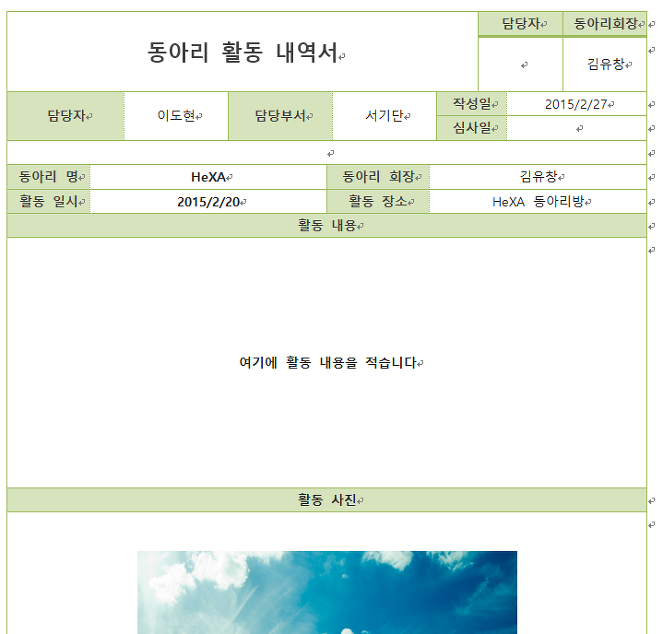 담당자 동아리회장
동아리 활동 내역서
김유창
담당자 이도현 담당부서 서기단 작성일 2015/2/27
심사일
동아리 명 HeXA 동아리 회장 김유창
활동 일시 2015/2/20 활동 장소 HeXA 동아리방
활동 내용
여기에 활동 내용을 적습니다
활동 사진